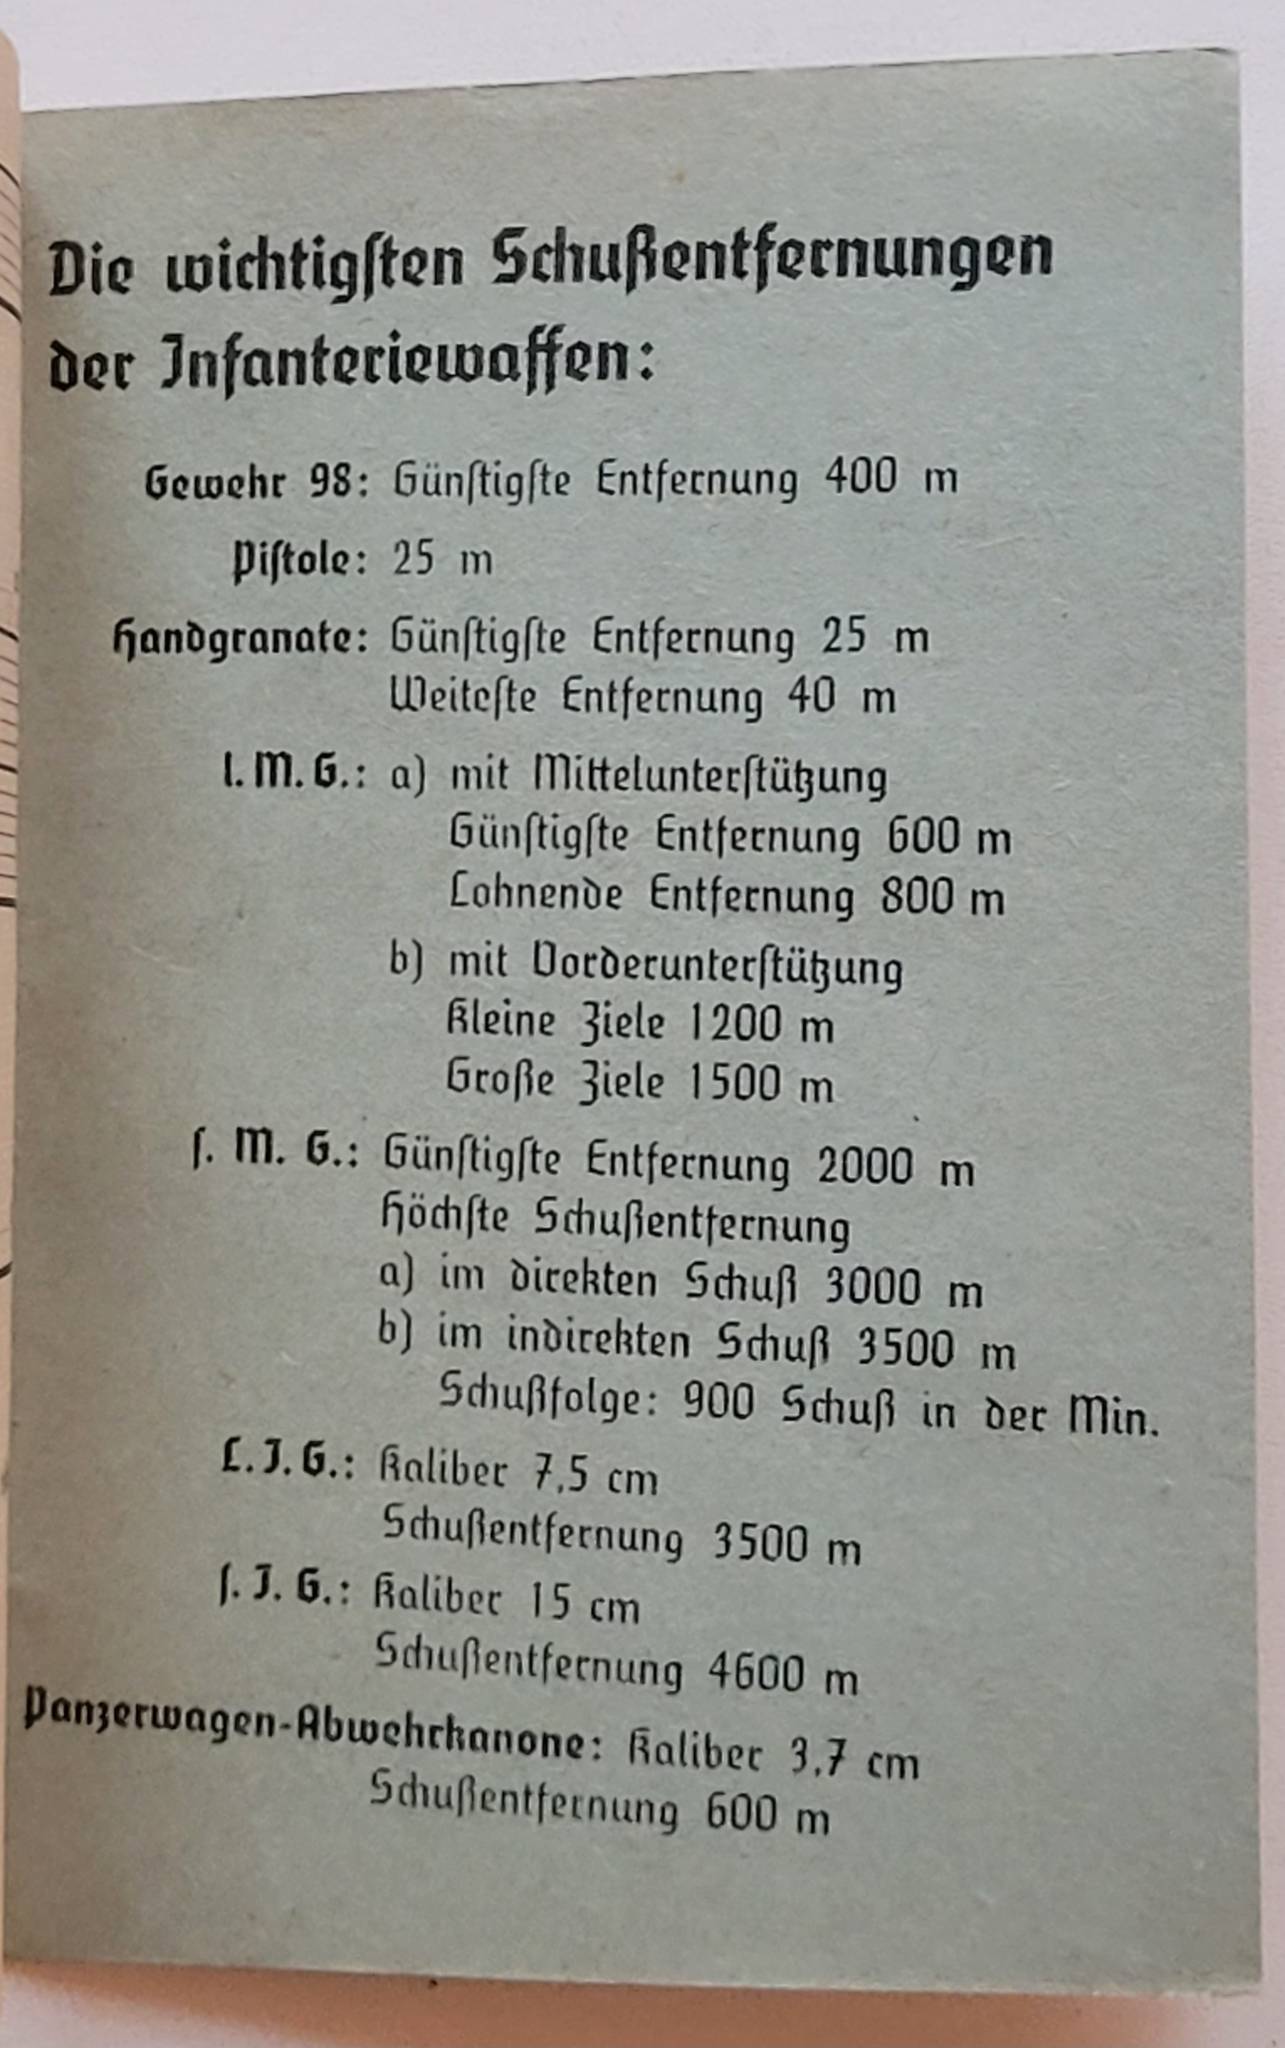 Die wichtigſten Schußentfernungen
der Infanteriewaffen:
Gewehr 98: Günſtigſte Entfernung 400 m
Piſtole: 25 m
Handgranate: Günſtigſte Entfernung 25 m
Weiteſte Entfernung 40 m
l. M. G.: a) mit Mittelunterſtützung
Günſtigſte Entfernung 600 m
Lohnende Entfernung 800 m
b) mit Vorderunterſtützung
Kleine Ziele 1200 m
Große Ziele 1500 m
ſ. M. G.: Günſtigſte Entfernung 2000 m
Höchſte Schußentfernung
a) im direkten Schuß 3000 m
b) im indirekten Schuß 3500 m
Schußfolge: 900 Schuß in der Min.
L. J. G.: Kaliber 7,5 cm
Schußentfernung 3500 m
ſ. J. G.: Kaliber 15 cm
Schußentfernung 4600 m
Panzerwagen-Abwehrkanone: Kaliber 3,7 cm
Schußentfernung 600 m